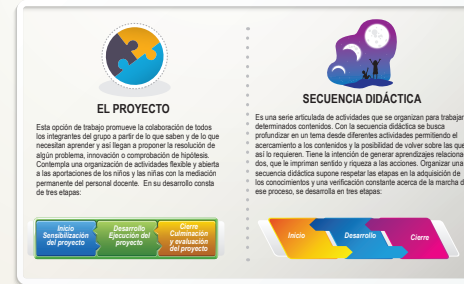 EL PROYECTO
Esta opción de trabajo promueve la colaboración de todos
los integrantes del grupo a partir de lo que saben y de lo que
necesitan aprender y así llegan a proponer la resolución de
algún problema, innovación o comprobación de hipótesis.
Contempla una organización de actividades flexible y abierta
a las aportaciones de los niños y las niñas con la mediación
permanente del personal docente. En su desarrollo consta
de tres etapas:
Inicio
Sensibilización
del proyecto
Desarrollo
Ejecución del
proyecto
Cierre
Culminación
y evaluación
del proyecto
SECUENCIA DIDÁCTICA
Es una serie articulada de actividades que se organizan para trabajar
determinados contenidos. Con la secuencia didáctica se busca
profundizar en un tema desde diferentes actividades permitiendo el
acercamiento a los contenidos y la posibilidad de volver sobre las que
así lo requieren. Tiene la intención de generar aprendizajes relaciona-
dos, que le impriman sentido y riqueza a las acciones. Organizar una
secuencia didáctica supone respetar las etapas en la adquisición de
los conocimientos y una verificación constante acerca de la marcha d
ese proceso, se desarrolla en tres etapas:
Inicio
Desarrollo
Cierre